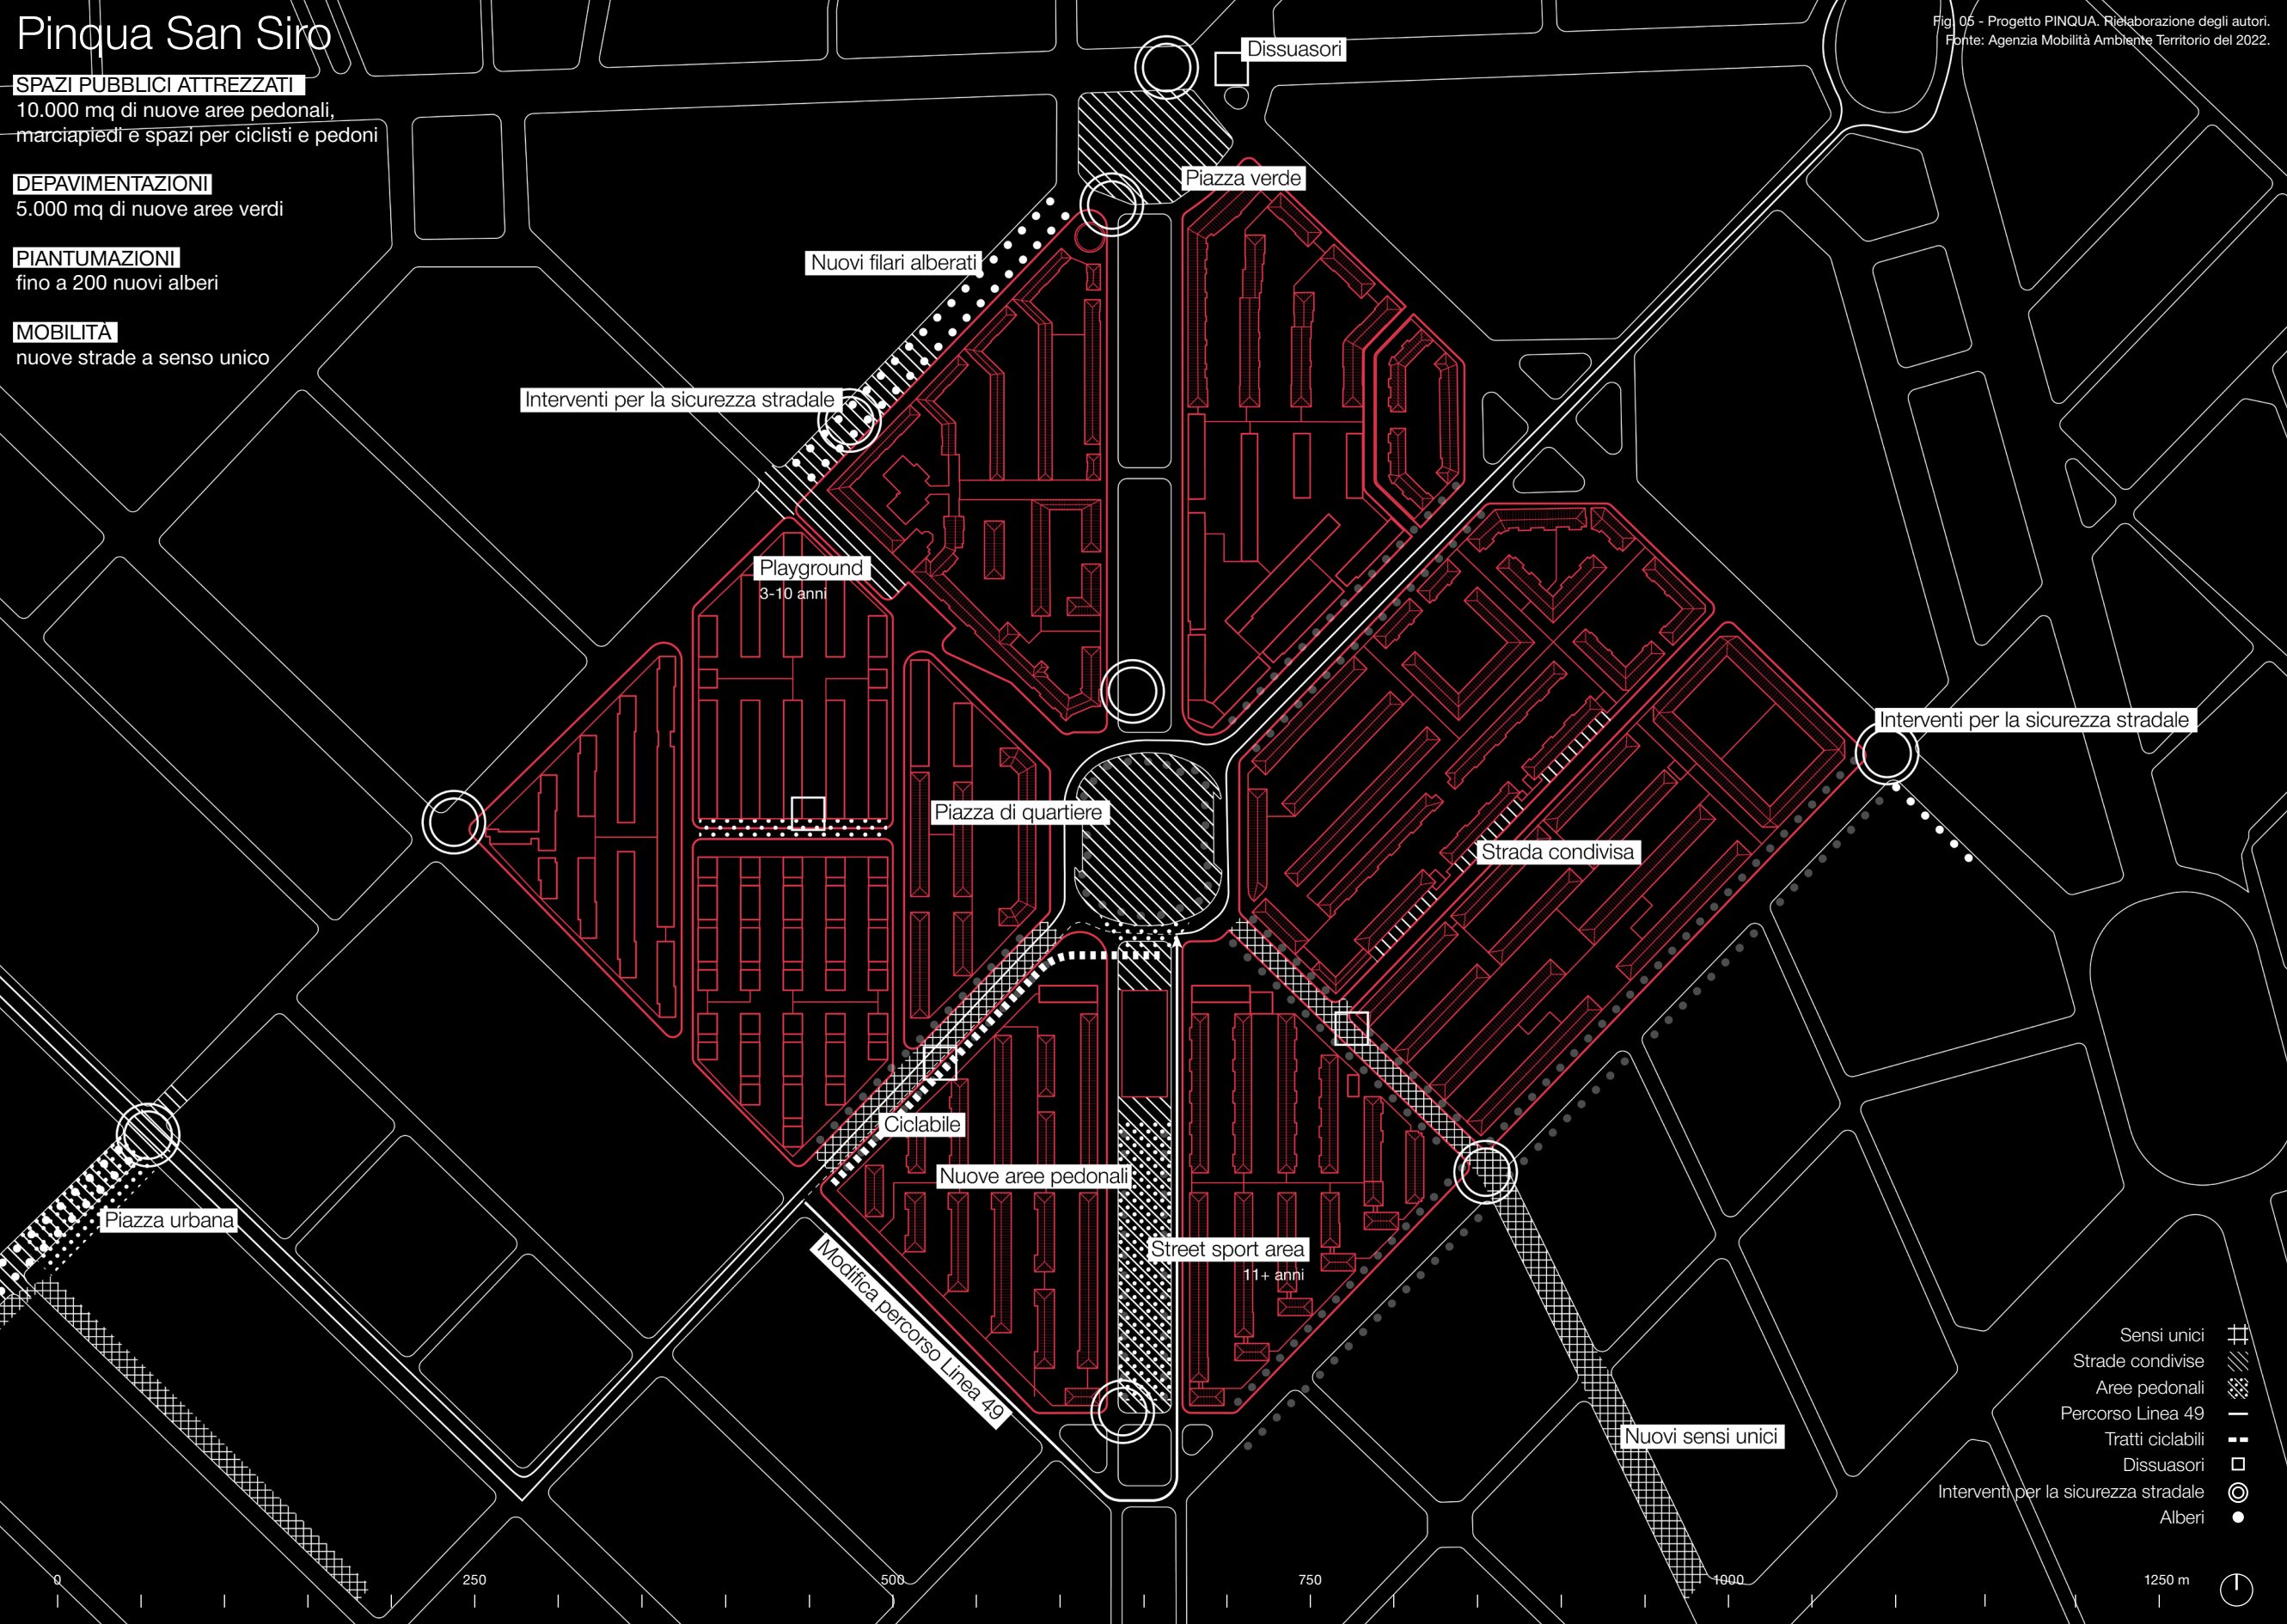 Pinqua San Siro
Fig. 05 - Progetto PINQUA. Rielaborazione degli autori.
Fonte: Agenzia Mobilità Ambiente Territorio del 2022.
SPAZI PUBBLICI ATTREZZATI
10.000 mq di nuove aree pedonali,
marciapiedi e spazi per ciclisti e pedoni
DEPAVIMENTAZIONI
5.000 mq di nuove aree verdi
PIANTUMAZIONI
fino a 200 nuovi alberi
MOBILITÀ
nuove strade a senso unico
Dissuasori
Piazza verde
Nuovi filari alberati
Interventi per la sicurezza stradale
Playground
3-10 anni
Interventi per la sicurezza stradale
Piazza di quartiere
Strada condivisa
Ciclabile
Nuove aree pedonali
Piazza urbana
Street sport area
11+ anni
Modifica percorso Linea 49
Nuovi sensi unici
Sensi unici
Strade condivise
Aree pedonali
Percorso Linea 49
Tratti ciclabili
Dissuasori
Interventi per la sicurezza stradale
Alberi
0 250 500 750 1000 1250 m